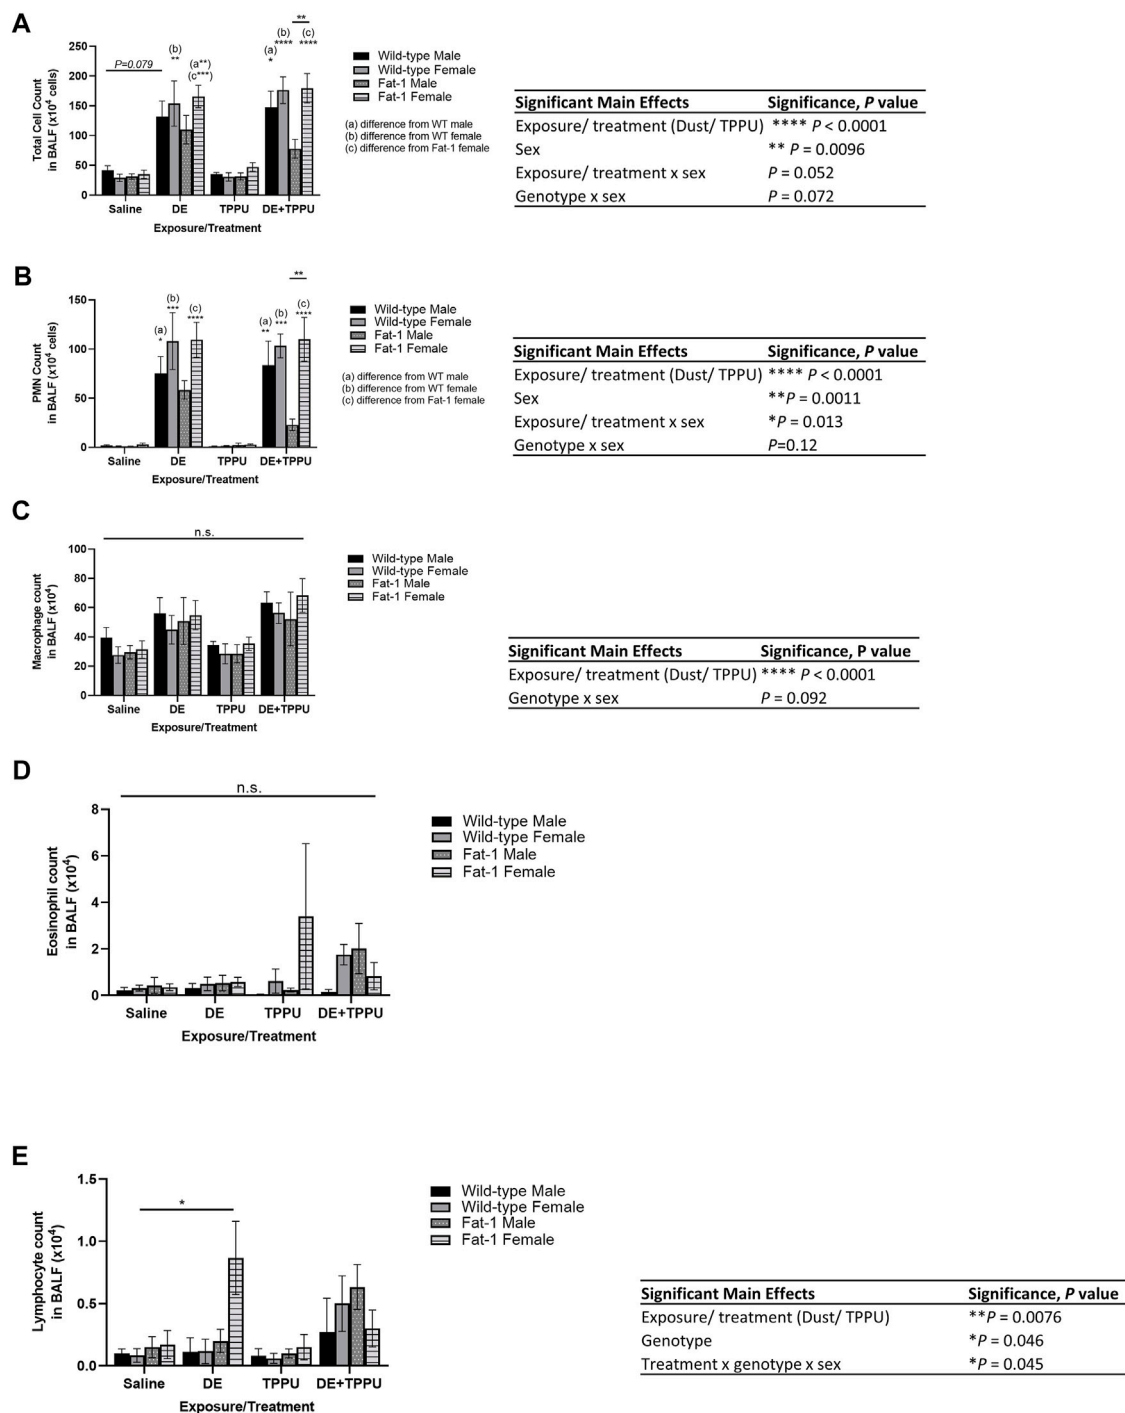 A
Total Cell Count
in BALF (x10⁴ cells)
250
200
150
100
50
0
P=0.079
(b)
**
(a**)
(c***)
(a)
*
(b)
****
**
(c)
****
Saline DE TPPU DE+TPPU
Exposure/Treatment
Wild-type Male
Wild-type Female
Fat-1 Male
Fat-1 Female
(a) difference from WT male
(b) difference from WT female
(c) difference from Fat-1 female
Significant Main Effects Significance, P value
Exposure/ treatment (Dust/ TPPU) **** P < 0.0001
Sex ** P = 0.0096
Exposure/ treatment x sex P = 0.052
Genotype x sex P = 0.072
B
PMN Count
in BALF (x10⁴ cells)
150
100
50
0
(a)
*
(b)
***
(c)
****
(a)
**
(b)
***
**
(c)
****
Saline DE TPPU DE+TPPU
Exposure/Treatment
Wild-type Male
Wild-type Female
Fat-1 Male
Fat-1 Female
(a) difference from WT male
(b) difference from WT female
(c) difference from Fat-1 female
Significant Main Effects Significance, P value
Exposure/ treatment (Dust/ TPPU) **** P < 0.0001
Sex **P = 0.0011
Exposure/ treatment x sex *P = 0.013
Genotype x sex P=0.12
C
Macrophage count
in BALF (x10⁴)
100
80
60
40
20
0
n.s.
Saline DE TPPU DE+TPPU
Exposure/Treatment
Wild-type Male
Wild-type Female
Fat-1 Male
Fat-1 Female
Significant Main Effects Significance, P value
Exposure/ treatment (Dust/ TPPU) **** P < 0.0001
Genotype x sex P = 0.092
D
Eosinophil count
in BALF (x10⁴)
8
6
4
2
0
n.s.
Saline DE TPPU DE+TPPU
Exposure/Treatment
Wild-type Male
Wild-type Female
Fat-1 Male
Fat-1 Female
E
Lymphocyte count
in BALF (x10⁴)
1.5
1.0
0.5
0.0
*
Saline DE TPPU DE+TPPU
Exposure/Treatment
Wild-type Male
Wild-type Female
Fat-1 Male
Fat-1 Female
Significant Main Effects Significance, P value
Exposure/ treatment (Dust/ TPPU) **P = 0.0076
Genotype *P = 0.046
Treatment x genotype x sex *P = 0.045